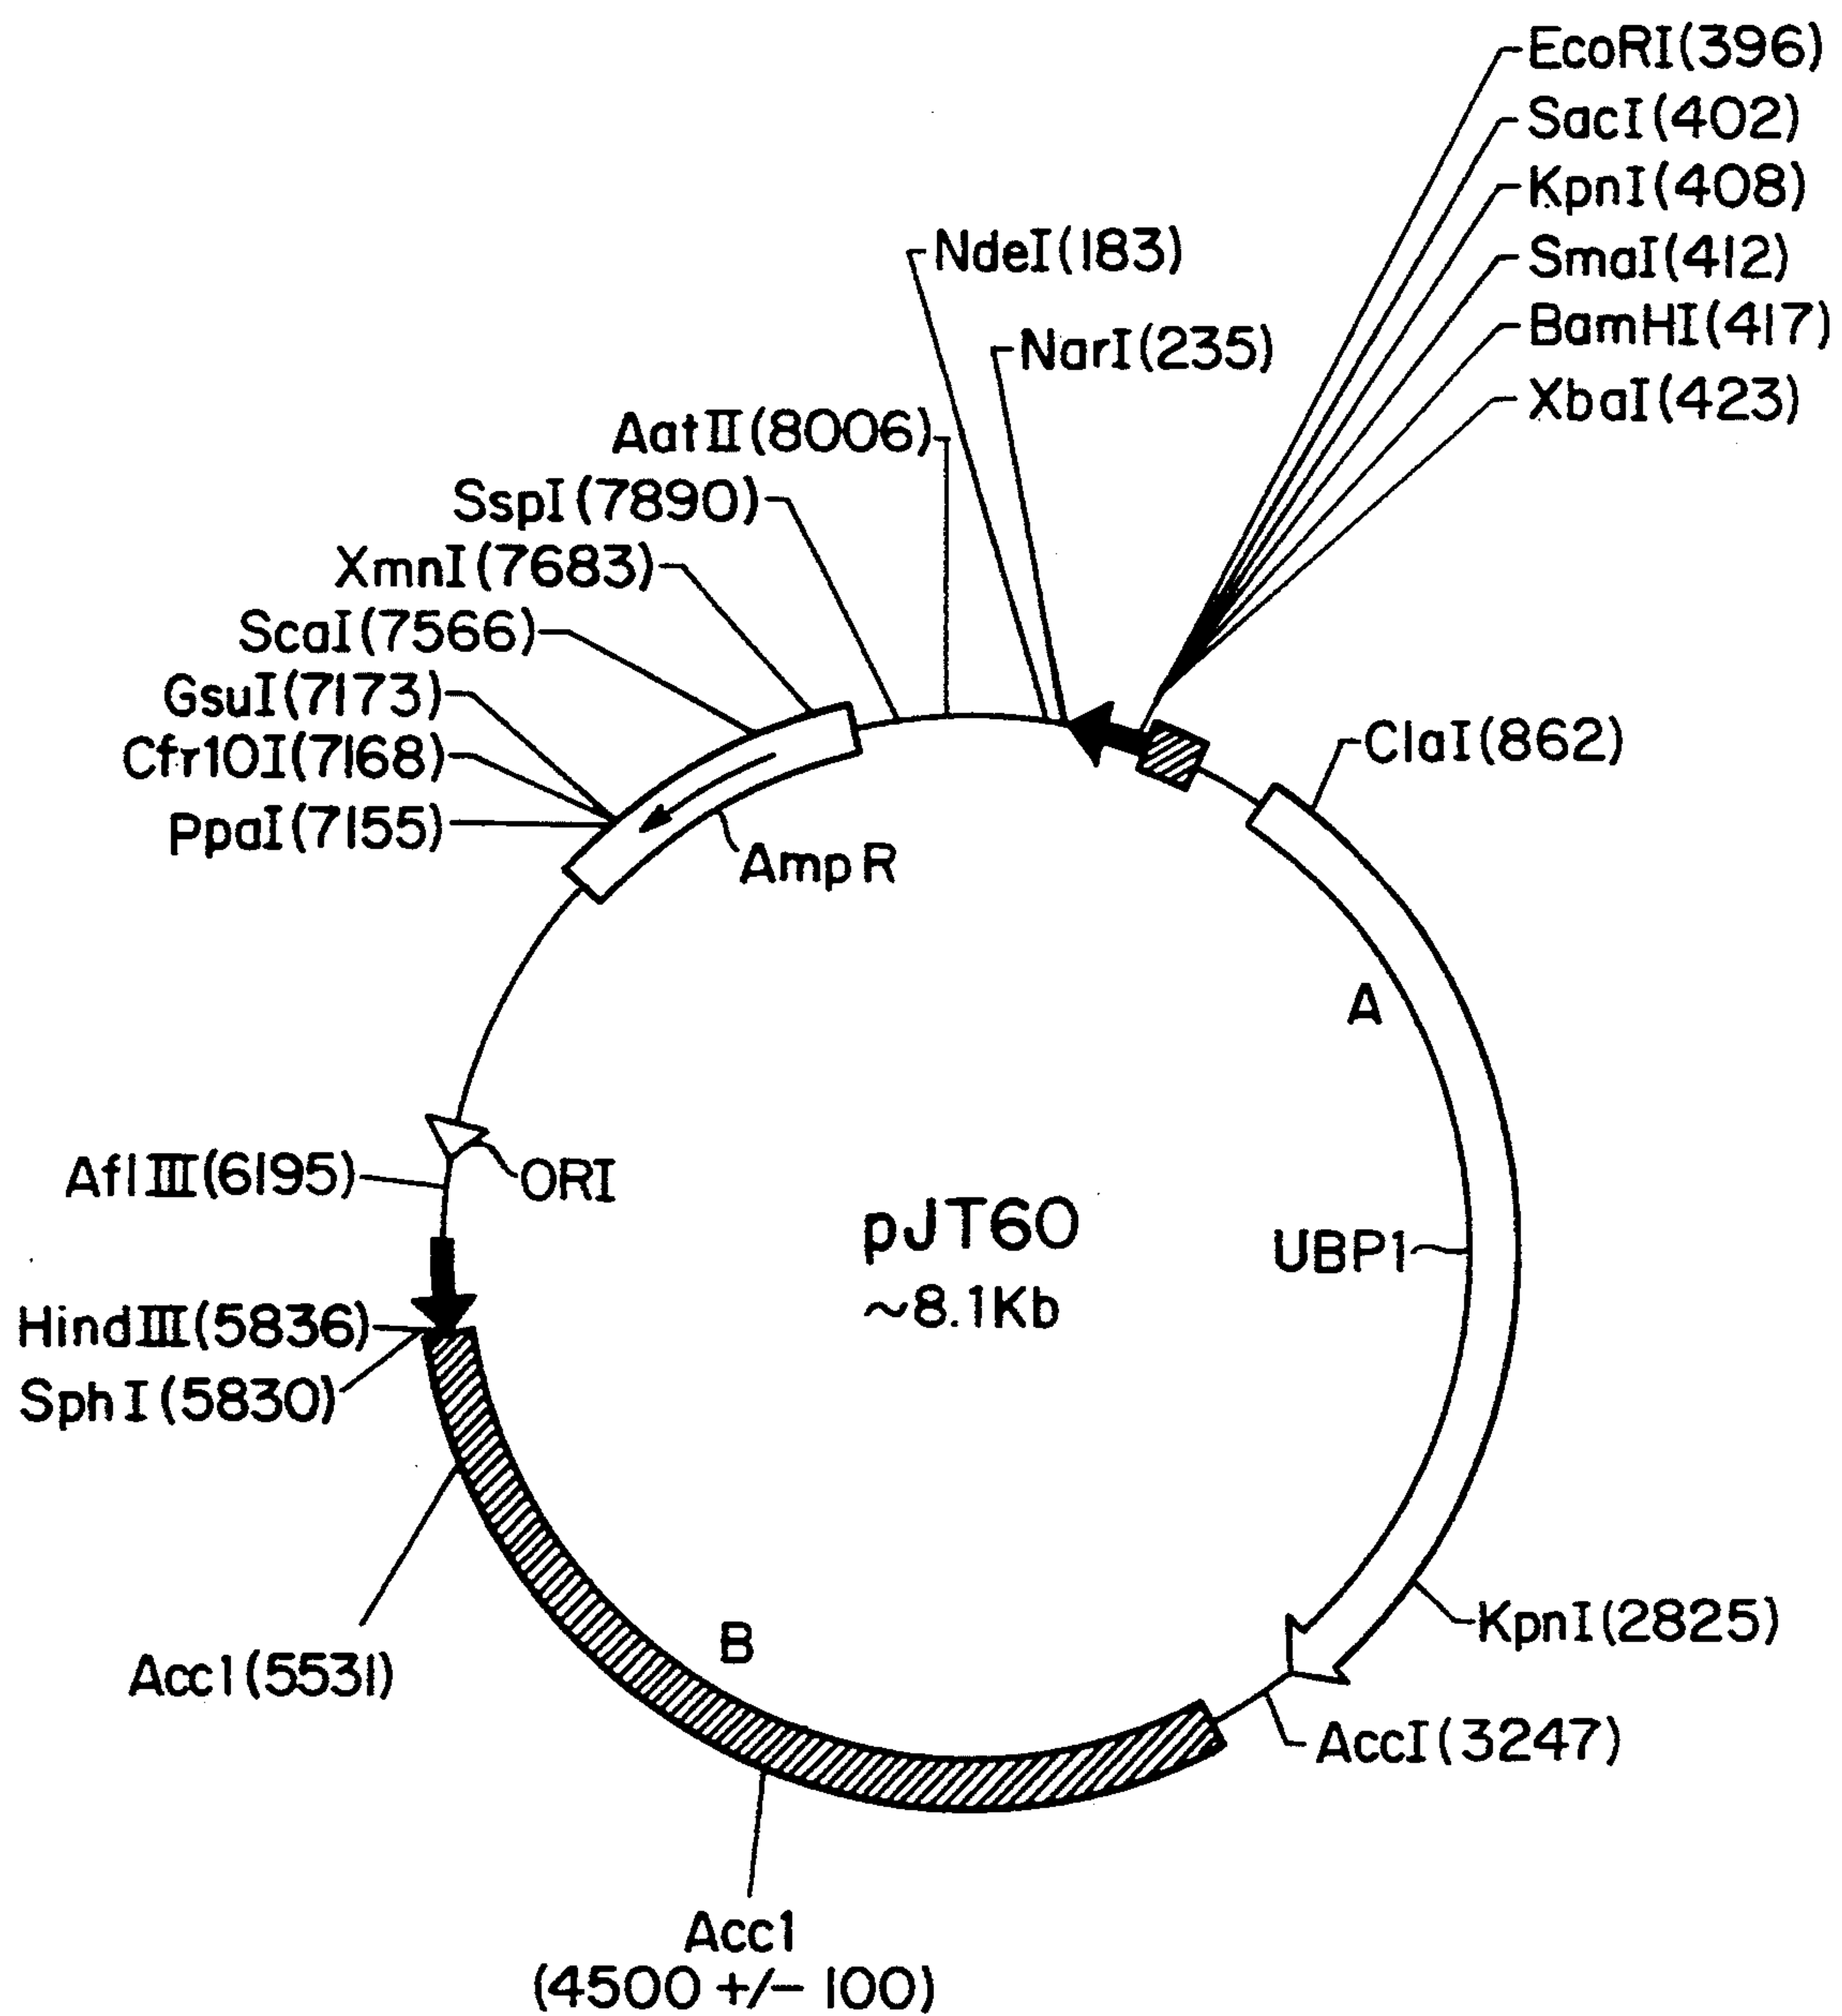 EcoRI(396)
SacI(402)
KpnI(408)
SmaI(412)
BamHI(417)
XbaI(423)
NdeI(183)
NarI(235)
AatII(8006)
SspI(7890)
XmnI(7683)
ScaI(7566)
GsuI(7173)
Cfr10I(7168)
PpaI(7155)
AmpR
ClaI(862)
A
AflIII(6195)
ORI
pJT60
~8.1Kb
UBP1
HindIII(5836)
SphI(5830)
Acc1(5531)
B
KpnI(2825)
AccI(3247)
Acc1
(4500 +/- 100)